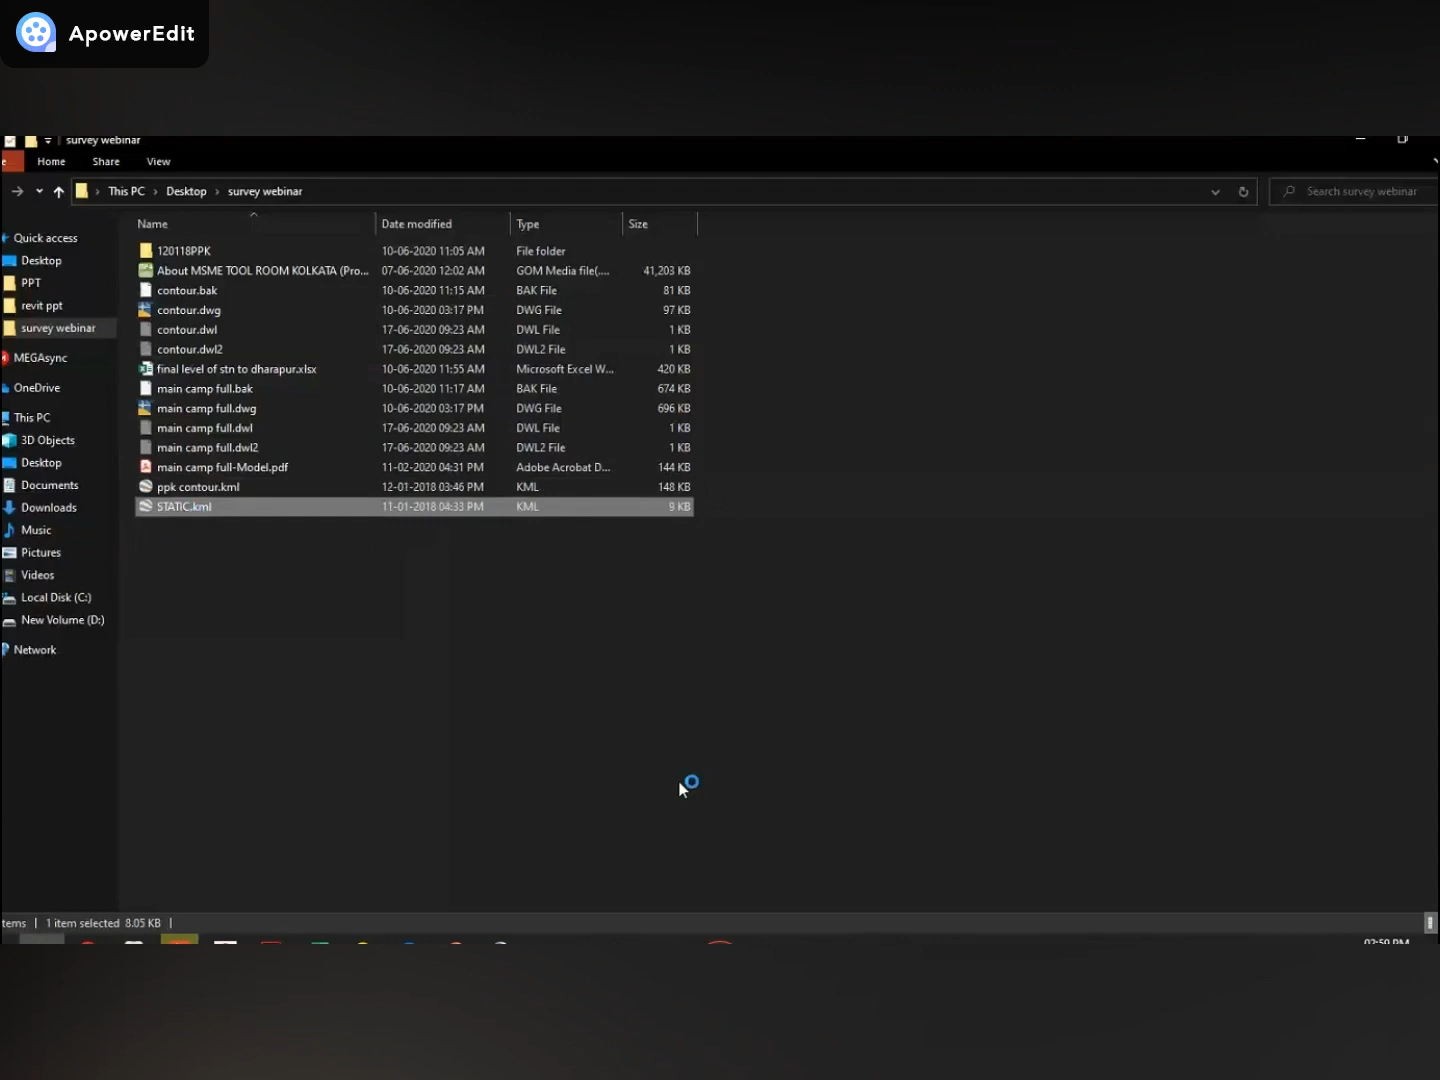 ApowerEdit
survey webinar
Home Share View
This PC › Desktop › survey webinar
Search survey webinar
Name Date modified Type Size
Quick access
Desktop
PPT
revit ppt
survey webinar
MEGAsync
OneDrive
This PC
3D Objects
Desktop
Documents
Downloads
Music
Pictures
Videos
Local Disk (C:)
New Volume (D:)
Network
120118PPK 10-06-2020 11:05 AM File folder
About MSME TOOL ROOM KOLKATA (Pro... 07-06-2020 12:02 AM GOM Media file(.... 41,203 KB
contour.bak 10-06-2020 11:15 AM BAK File 81 KB
contour.dwg 10-06-2020 03:17 PM DWG File 97 KB
contour.dwl 17-06-2020 09:23 AM DWL File 1 KB
contour.dwl2 17-06-2020 09:23 AM DWL2 File 1 KB
final level of stn to dharapur.xlsx 10-06-2020 11:55 AM Microsoft Excel W... 420 KB
main camp full.bak 10-06-2020 11:17 AM BAK File 674 KB
main camp full.dwg 10-06-2020 03:17 PM DWG File 696 KB
main camp full.dwl 17-06-2020 09:23 AM DWL File 1 KB
main camp full.dwl2 17-06-2020 09:23 AM DWL2 File 1 KB
main camp full-Model.pdf 11-02-2020 04:31 PM Adobe Acrobat D... 144 KB
ppk contour.kml 12-01-2018 03:46 PM KML 148 KB
STATIC.kml 11-01-2018 04:33 PM KML 9 KB
tems | 1 item selected 8.05 KB |
02:59 PM